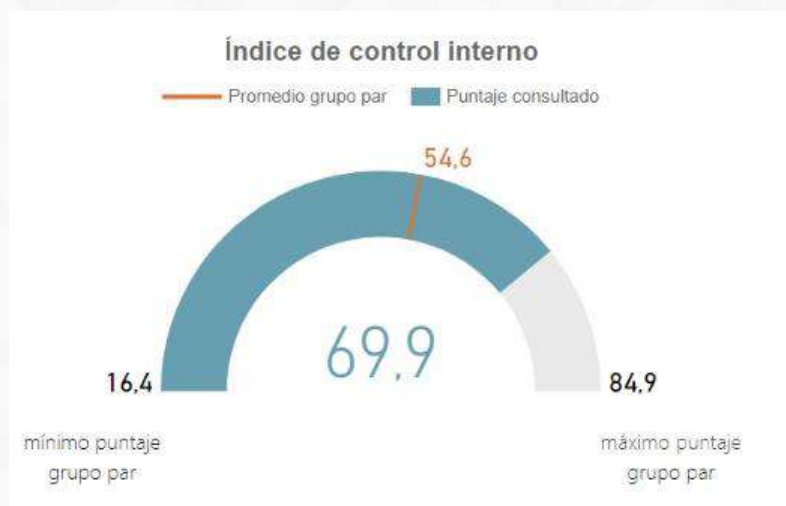 Índice de control interno
Promedio grupo par
Puntaje consultado
54,6
69,9
16,4
84,9
mínimo puntaje
grupo par
máximo puntaje
grupo par